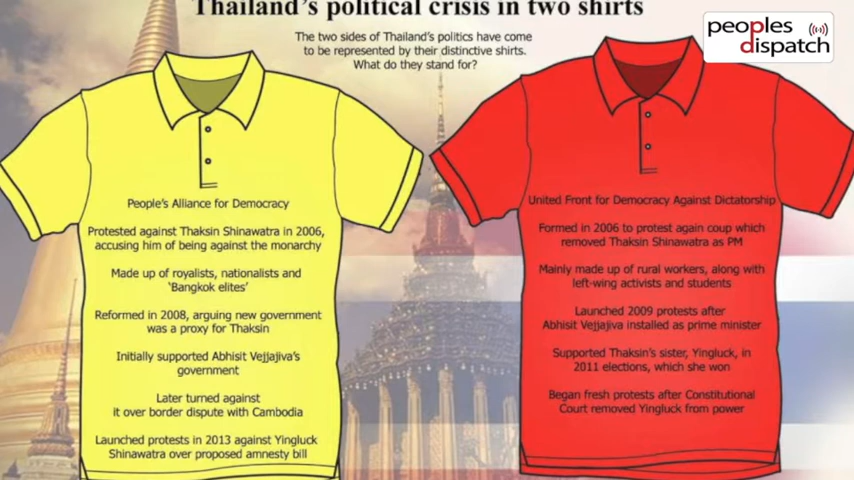 Thailand's political crisis in two shirts
The two sides of Thailand's politics have come
to be represented by their distinctive shirts.
What do they stand for?
peoples
dispatch
People's Alliance for Democracy
Protested against Thaksin Shinawatra in 2006,
accusing him of being against the monarchy
Made up of royalists, nationalists and
'Bangkok elites'
Reformed in 2008, arguing new government
was a proxy for Thaksin
Initially supported Abhisit Vejjajiva's
government
Later turned against
it over border dispute with Cambodia
Launched protests in 2013 against Yingluck
Shinawatra over proposed amnesty bill
United Front for Democracy Against Dictatorship
Formed in 2006 to protest again coup which
removed Thaksin Shinawatra as PM
Mainly made up of rural workers, along with
left-wing activists and students
Launched 2009 protests after
Abhisit Vejjajiva installed as prime minister
Supported Thaksin's sister, Yingluck, in
2011 elections, which she won
Began fresh protests after Constitutional
Court removed Yingluck from power